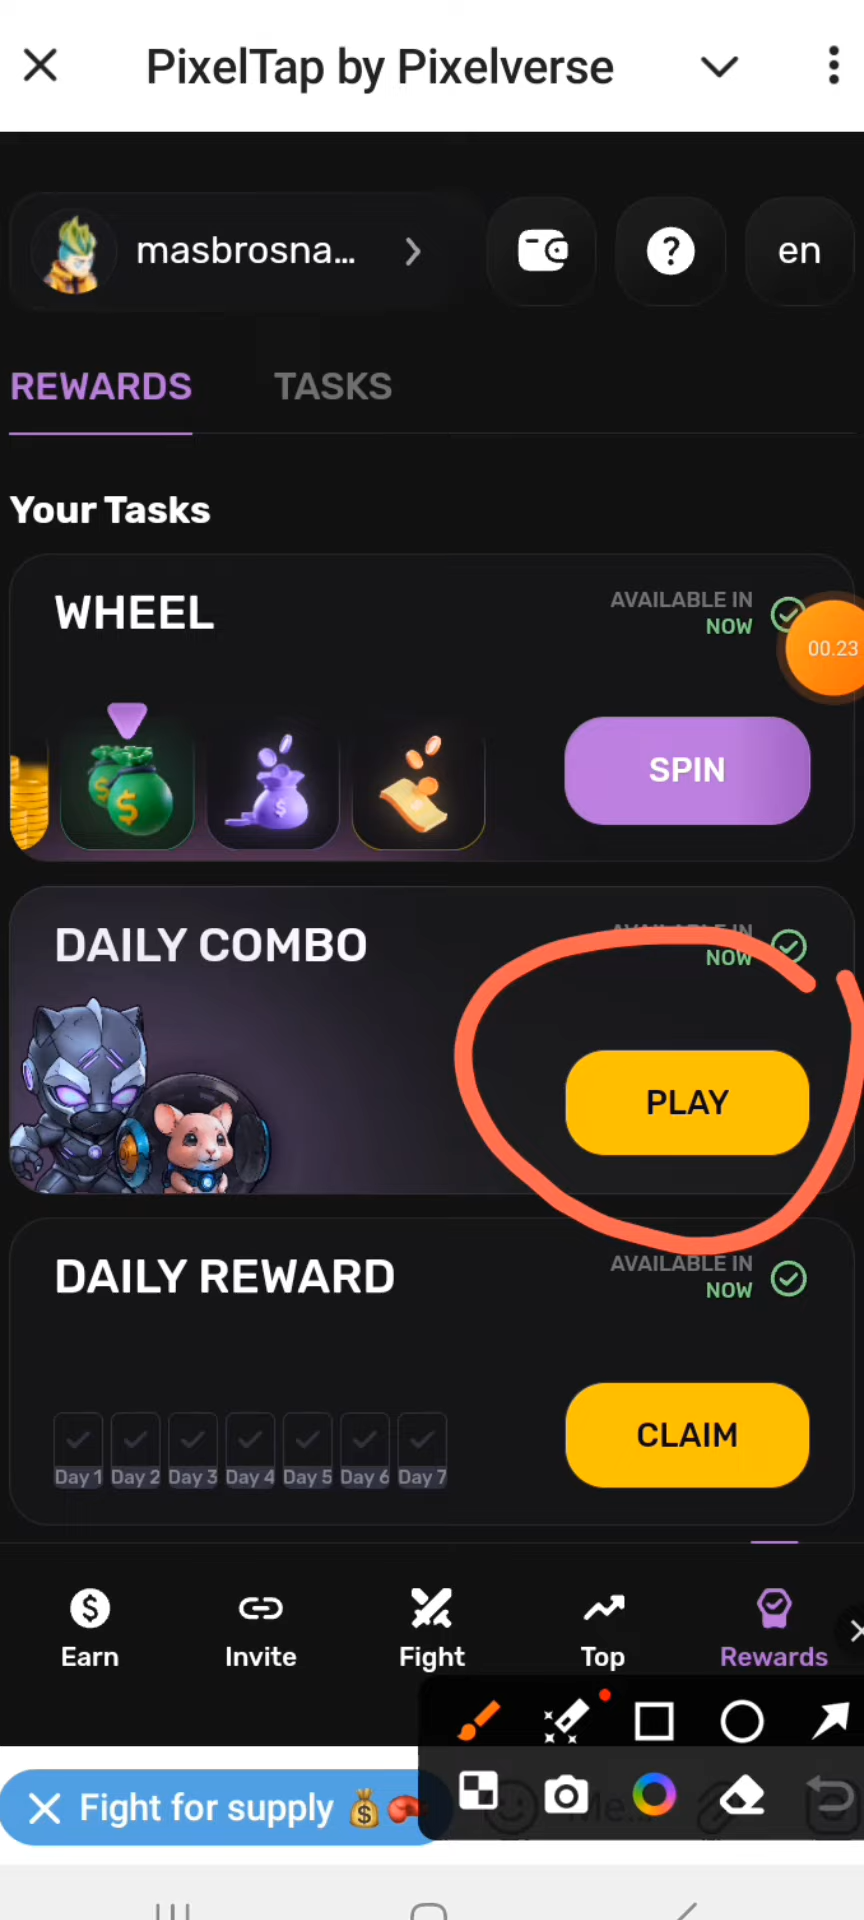 PixelTap by Pixelverse
masbrosna...
en
REWARDS
TASKS
Your Tasks
WHEEL
AVAILABLE IN
NOW
00.23
SPIN
DAILY COMBO
AVAILABLE IN
NOW
PLAY
DAILY REWARD
AVAILABLE IN
NOW
Day 1 Day 2 Day 3 Day 4 Day 5 Day 6 Day 7
CLAIM
Earn
Invite
Fight
Top
Rewards
Fight for supply 💰🥊